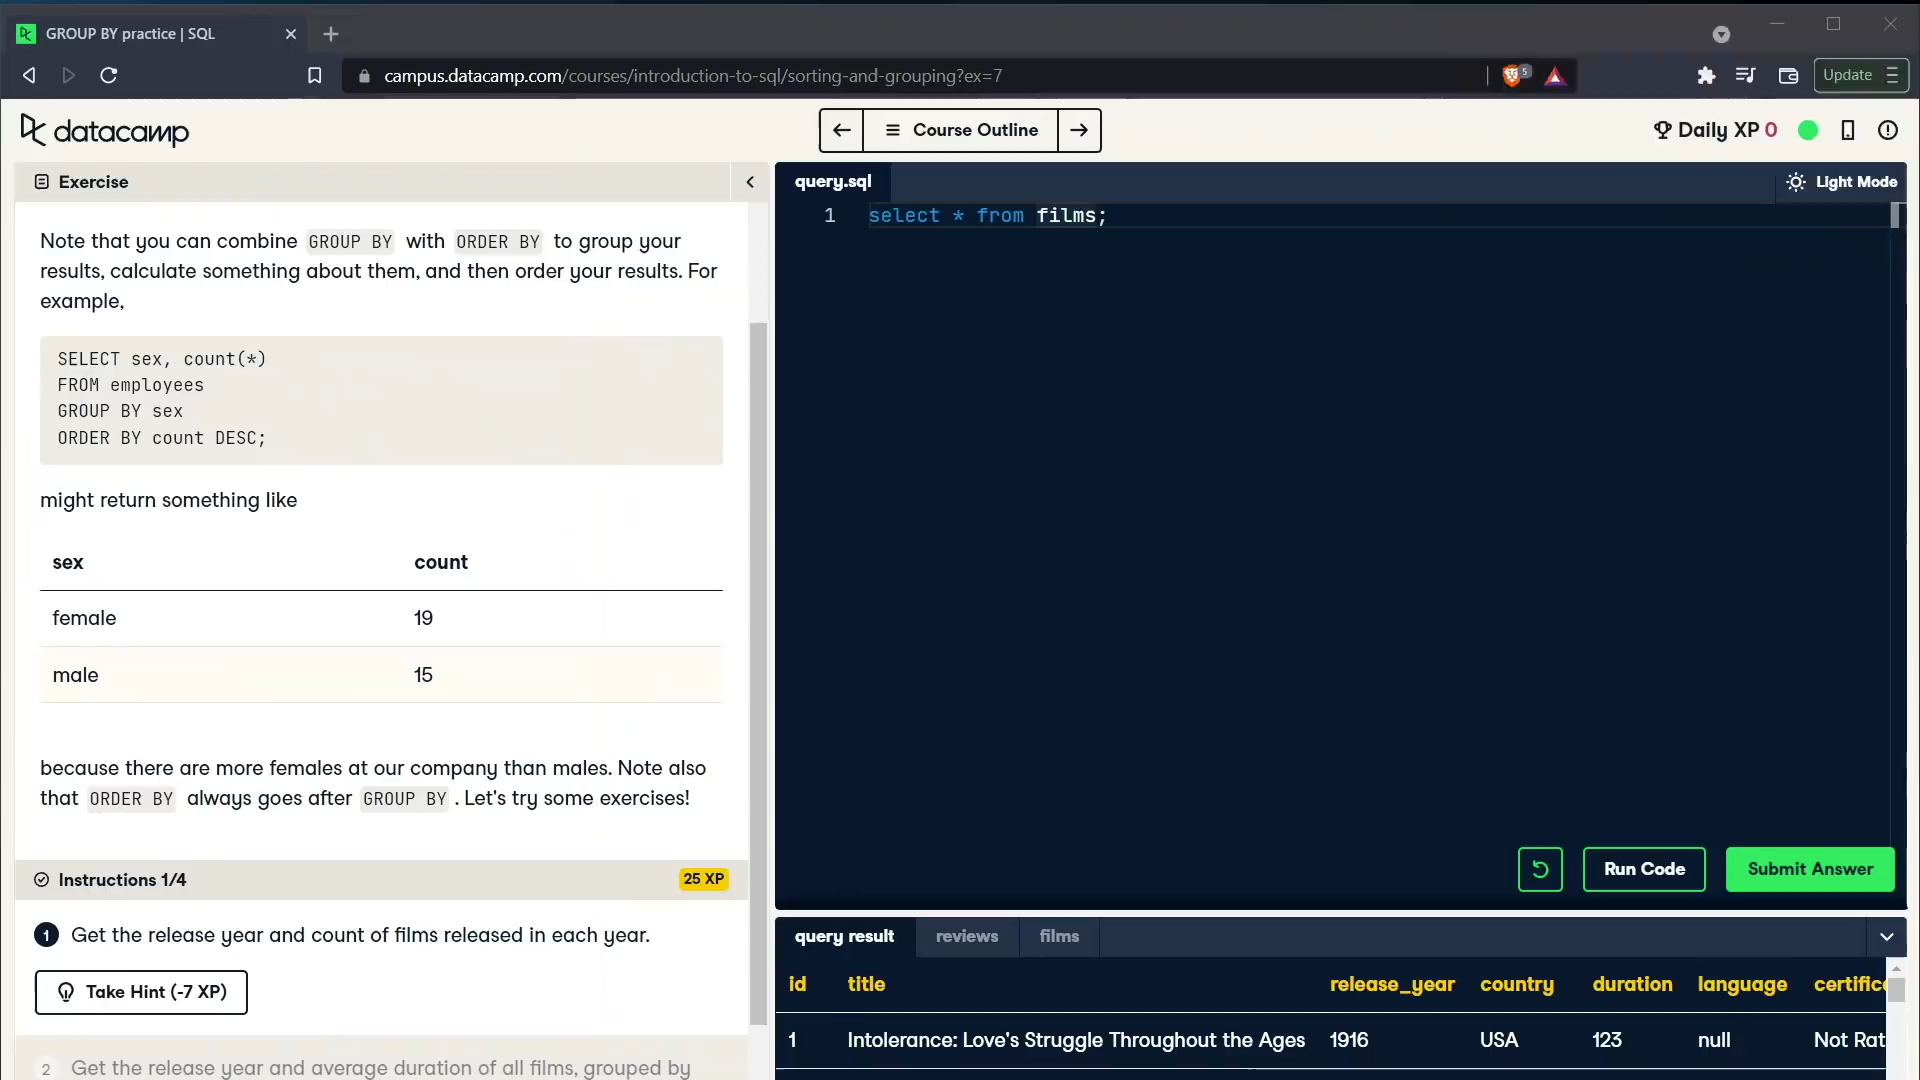 GROUP BY practice | SQL
campus.datacamp.com/courses/introduction-to-sql/sorting-and-grouping?ex=7
5
Update
datacamp
Course Outline
Daily XP 0
Exercise
query.sql
Light Mode
1 select * from films;
Note that you can combine GROUP BY with ORDER BY to group your
results, calculate something about them, and then order your results. For
example,
SELECT sex, count(*)
FROM employees
GROUP BY sex
ORDER BY count DESC;
might return something like
sex count
female 19
male 15
because there are more females at our company than males. Note also
that ORDER BY always goes after GROUP BY . Let's try some exercises!
Run Code
Submit Answer
Instructions 1/4
25 XP
1 Get the release year and count of films released in each year.
Take Hint (-7 XP)
2 Get the release year and average duration of all films, grouped by
query result reviews films
id title release_year country duration language certific
1 Intolerance: Love's Struggle Throughout the Ages 1916 USA 123 null Not Rat